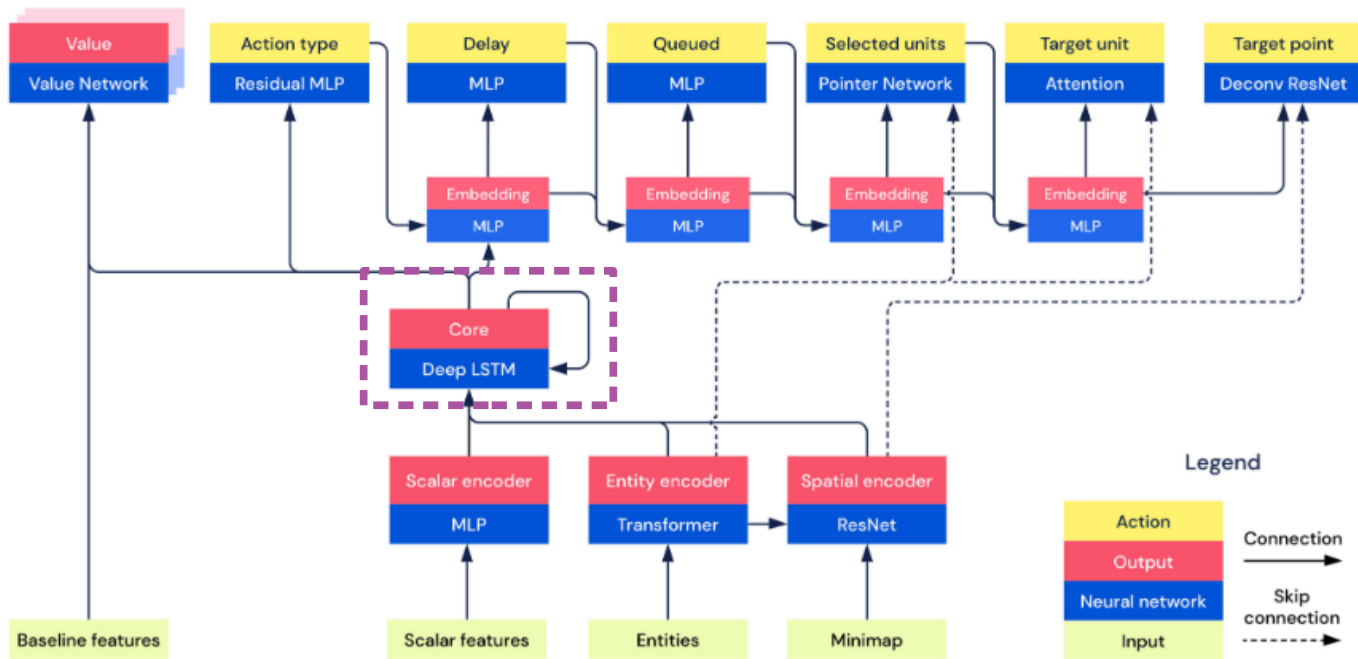 Value
Value Network
Action type
Residual MLP
Delay
MLP
Queued
MLP
Selected units
Pointer Network
Target unit
Attention
Target point
Deconv ResNet
Embedding
MLP
Embedding
MLP
Embedding
MLP
Embedding
MLP
Core
Deep LSTM
Scalar encoder
MLP
Entity encoder
Transformer
Spatial encoder
ResNet
Baseline features
Scalar features
Entities
Minimap
Legend
Action
Output
Neural network
Input
Connection
Skip
connection